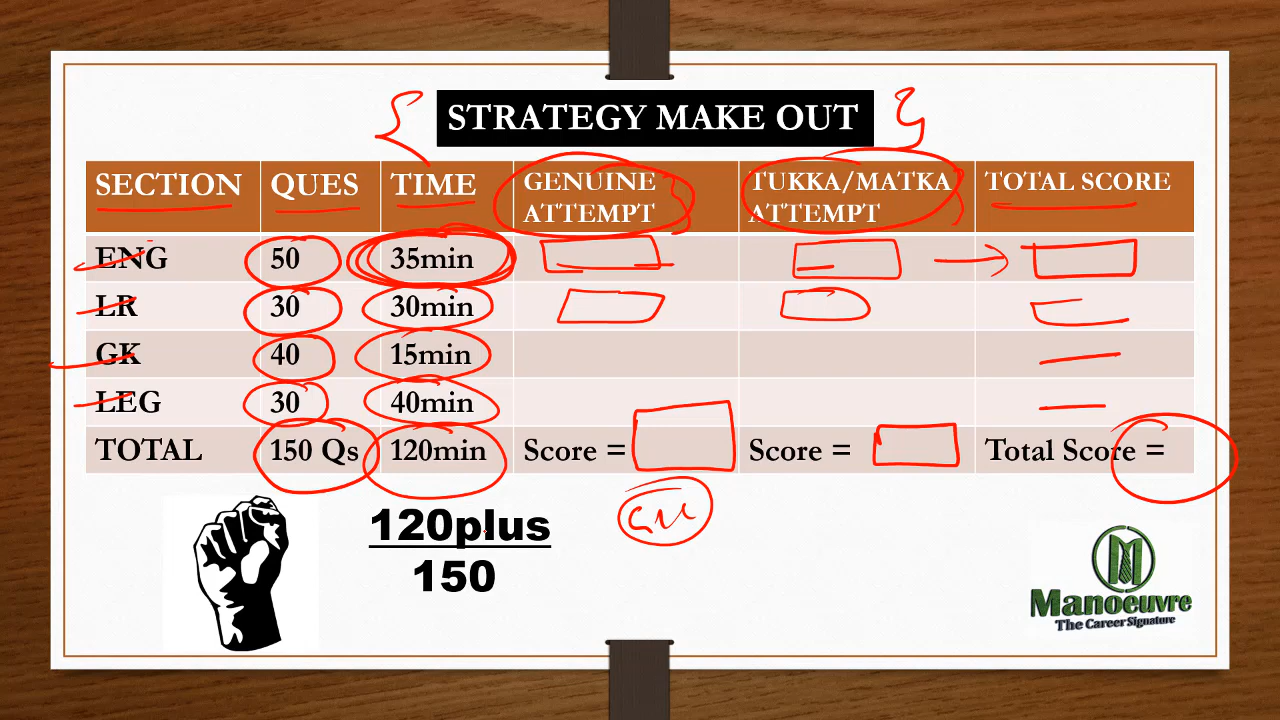 STRATEGY MAKE OUT
SECTION QUES TIME GENUINE ATTEMPT TUKKA/MATKA ATTEMPT TOTAL SCORE
ENG 50 35min
LR 30 30min
GK 40 15min
LEG 30 40min
TOTAL 150 Qs 120min Score = Score = Total Score =
120plus
150
Manoeuvre
The Career Signature